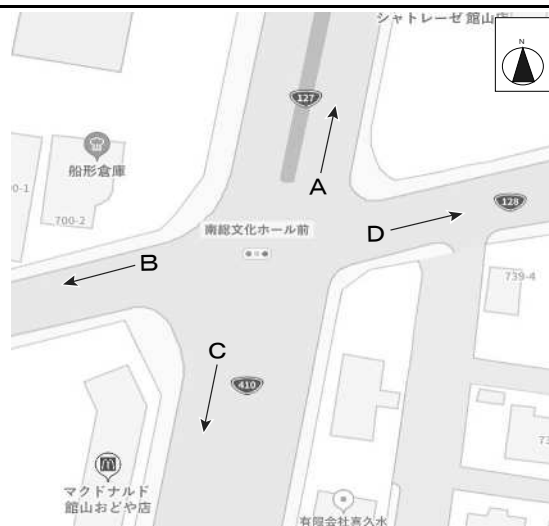 シャトレーゼ 館山店
N
127
A
船形倉庫
700-2
南総文化ホール前
D
128
B
739-4
C
410
マクドナルド
館山おどや店
有限会社喜久水